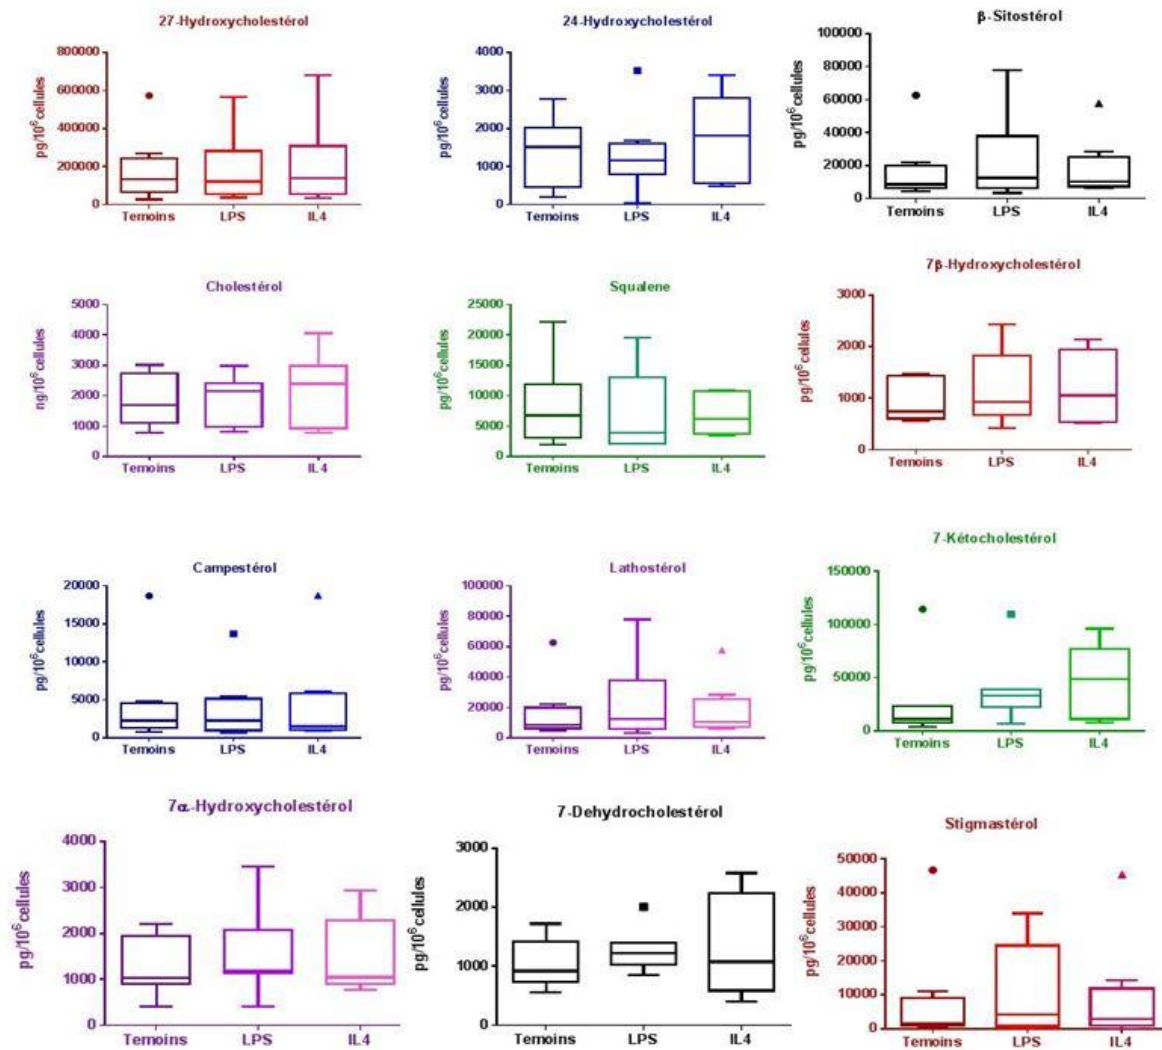 27-Hydroxycholestérol
800000
600000
400000
200000
0
pg/10⁶cellules
Temoins LPS IL4
24-Hydroxycholestérol
4000
3000
2000
1000
0
pg/10⁶cellules
Temoins LPS IL4
β-Sitostérol
100000
80000
60000
40000
20000
0
pg/10⁶cellules
Temoins LPS IL4
Cholestérol
5000
4000
3000
2000
1000
0
ng/10⁶cellules
Temoins LPS IL4
Squalene
25000
20000
15000
10000
5000
0
pg/10⁶cellules
Temoins LPS IL4
7β-Hydroxycholestérol
3000
2000
1000
0
pg/10⁶cellules
Temoins LPS IL4
Campestérol
20000
15000
10000
5000
0
pg/10⁶cellules
Temoins LPS IL4
Lathostérol
100000
80000
60000
40000
20000
0
pg/10⁶cellules
Temoins LPS IL4
7-Kétocholestérol
150000
100000
50000
0
pg/10⁶cellules
Temoins LPS IL4
7α-Hydroxycholestérol
4000
3000
2000
1000
0
pg/10⁶cellules
Temoins LPS IL4
7-Dehydrocholestérol
3000
2000
1000
0
pg/10⁶cellules
Temoins LPS IL4
Stigmastérol
50000
40000
30000
20000
10000
0
pg/10⁶cellules
Temoins LPS IL4